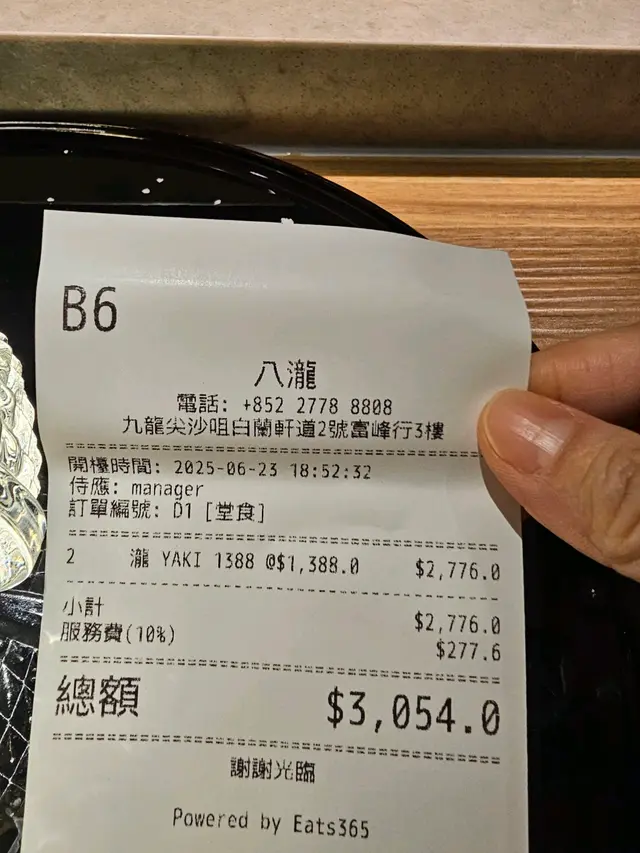 B6
八瀧
電話: +852 2778 8808
九龍尖沙咀白蘭軒道2號富峰行3樓
開檯時間: 2025-06-23 18:52:32
侍應: manager
訂單編號: D1 [堂食]
2 瀧 YAKI 1388 @$1,388.0 $2,776.0
小計 $2,776.0
服務費(10%) $277.6
總額 $3,054.0
謝謝光臨
Powered by Eats365